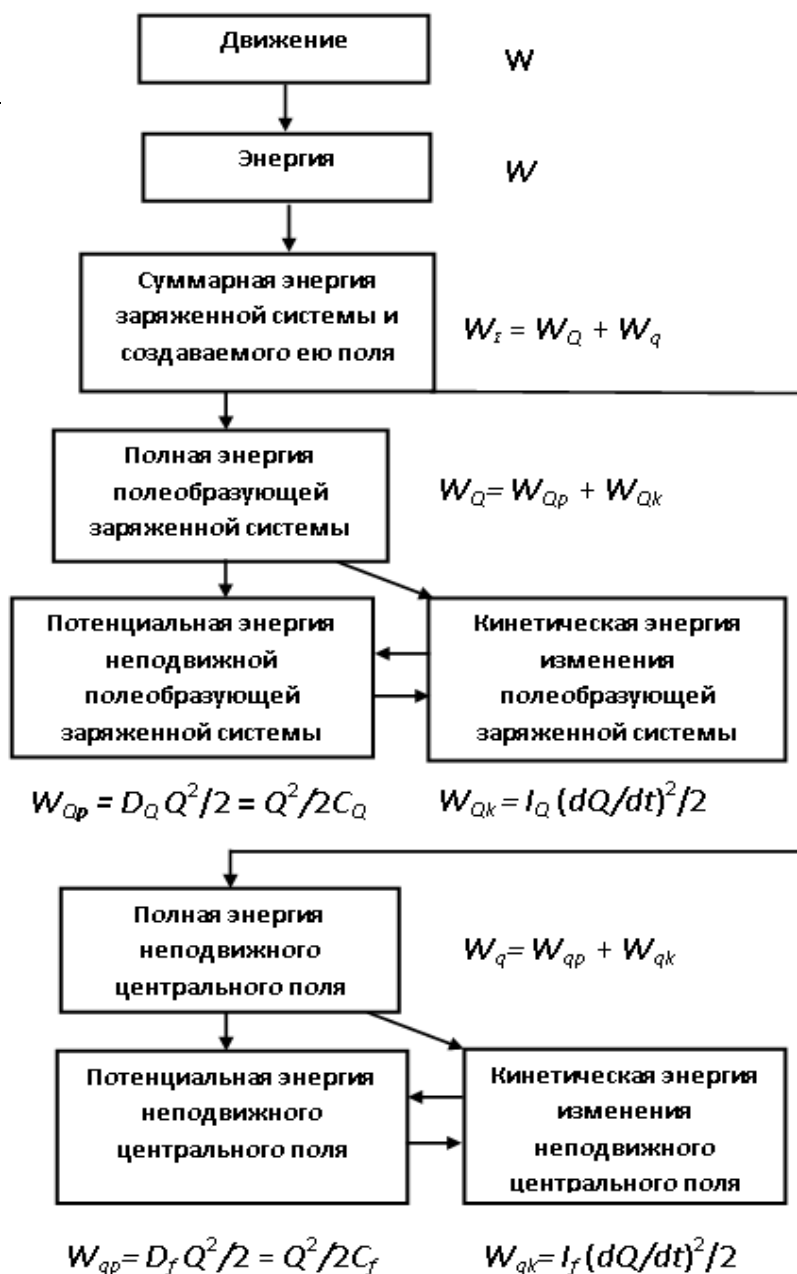 Движение
W
Энергия
W
Суммарная энергия
заряженной системы и
создаваемого ею поля
W_Σ = W_Q + W_q
Полная энергия
полеобразующей
заряженной системы
W_Q = W_Qp + W_Qk
Потенциальная энергия
неподвижной
полеобразующей
заряженной системы
Кинетическая энергия
изменения
полеобразующей
заряженной системы
W_Qp = D_Q Q²/2 = Q²/2C_Q
W_Qk = I_Q (dQ/dt)²/2
Полная энергия
неподвижного
центрального поля
W_q = W_qp + W_qk
Потенциальная энергия
неподвижного
центрального поля
Кинетическая энергия
изменения
неподвижного
центрального поля
W_qp = D_f Q²/2 = Q²/2C_f
W_qk = I_f (dQ/dt)²/2